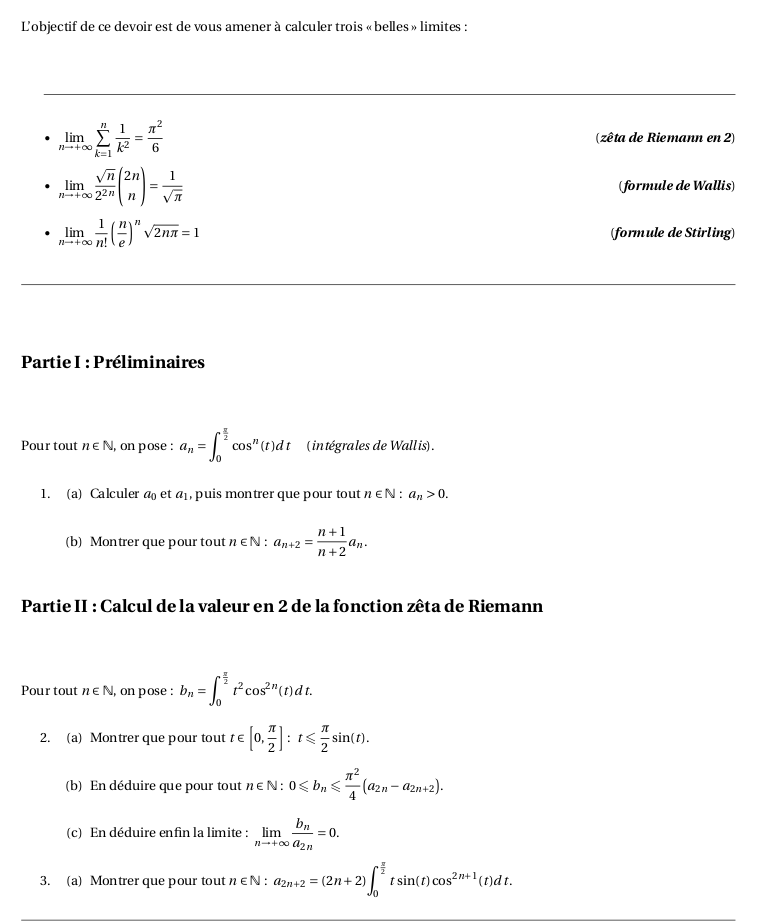 L'objectif de ce devoir est de vous amener à calculer trois « belles » limites :
• $\lim_{n\to+\infty} \sum_{k=1}^{n} \frac{1}{k^2} = \frac{\pi^2}{6}$ (zêta de Riemann en 2)
• $\lim_{n\to+\infty} \frac{\sqrt{n}}{2^{2n}} \binom{2n}{n} = \frac{1}{\sqrt{\pi}}$ (formule de Wallis)
• $\lim_{n\to+\infty} \frac{1}{n!} \left(\frac{n}{e}\right)^n \sqrt{2n\pi} = 1$ (formule de Stirling)
Partie I : Préliminaires
Pour tout $n \in \mathbb{N}$, on pose : $a_n = \int_0^{\frac{\pi}{2}} \cos^n(t)dt$ (intégrales de Wallis).
1. (a) Calculer $a_0$ et $a_1$, puis montrer que pour tout $n \in \mathbb{N}$ : $a_n > 0$.
(b) Montrer que pour tout $n \in \mathbb{N}$ : $a_{n+2} = \frac{n+1}{n+2} a_n$.
Partie II : Calcul de la valeur en 2 de la fonction zêta de Riemann
Pour tout $n \in \mathbb{N}$, on pose : $b_n = \int_0^{\frac{\pi}{2}} t^2 \cos^{2n}(t)dt$.
2. (a) Montrer que pour tout $t \in \left[0, \frac{\pi}{2}\right]$ : $t \leqslant \frac{\pi}{2} \sin(t)$.
(b) En déduire que pour tout $n \in \mathbb{N}$ : $0 \leqslant b_n \leqslant \frac{\pi^2}{4} (a_{2n} - a_{2n+2})$.
(c) En déduire enfin la limite : $\lim_{n\to+\infty} \frac{b_n}{a_{2n}} = 0$.
3. (a) Montrer que pour tout $n \in \mathbb{N}$ : $a_{2n+2} = (2n+2) \int_0^{\frac{\pi}{2}} t \sin(t) \cos^{2n+1}(t)dt$.